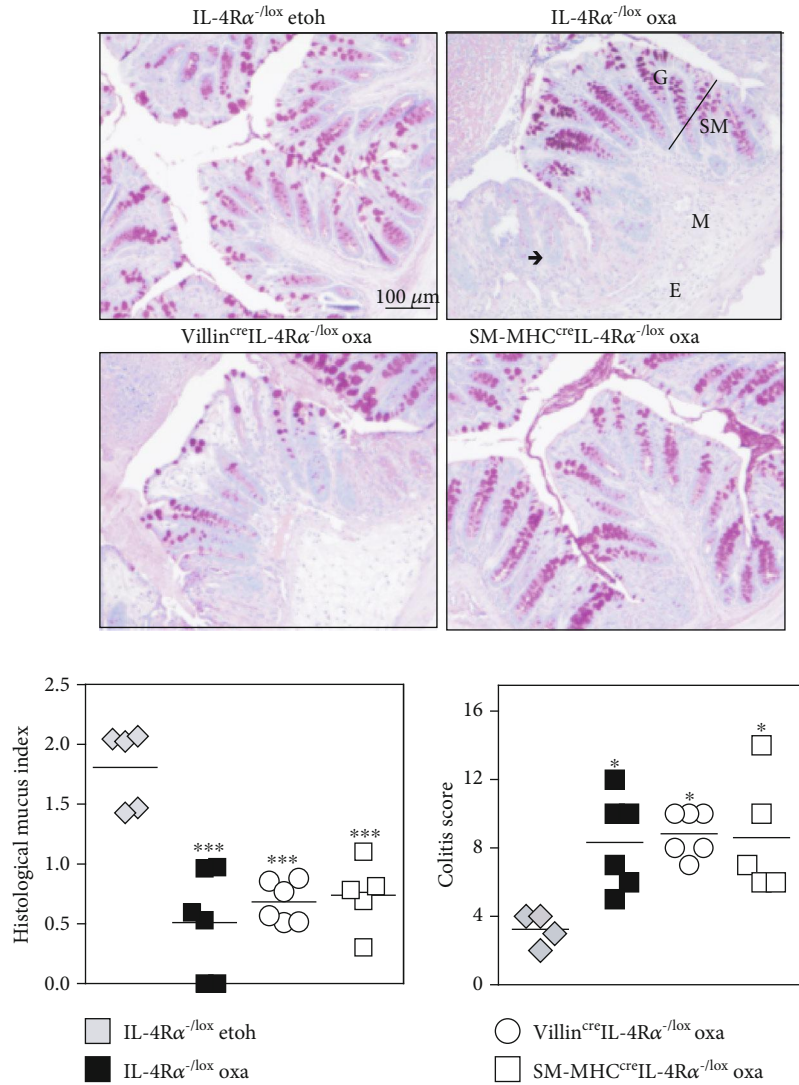 IL-4Rα-/lox etoh
IL-4Rα-/lox oxa
G
SM
M
E
100 µm
Villincre IL-4Rα-/lox oxa
SM-MHCcre IL-4Rα-/lox oxa
Histological mucus index
2.5
2.0
1.5
1.0
0.5
0.0
***
***
***
Colitis score
16
12
8
4
0
*
*
*
IL-4Rα-/lox etoh
IL-4Rα-/lox oxa
Villincre IL-4Rα-/lox oxa
SM-MHCcre IL-4Rα-/lox oxa